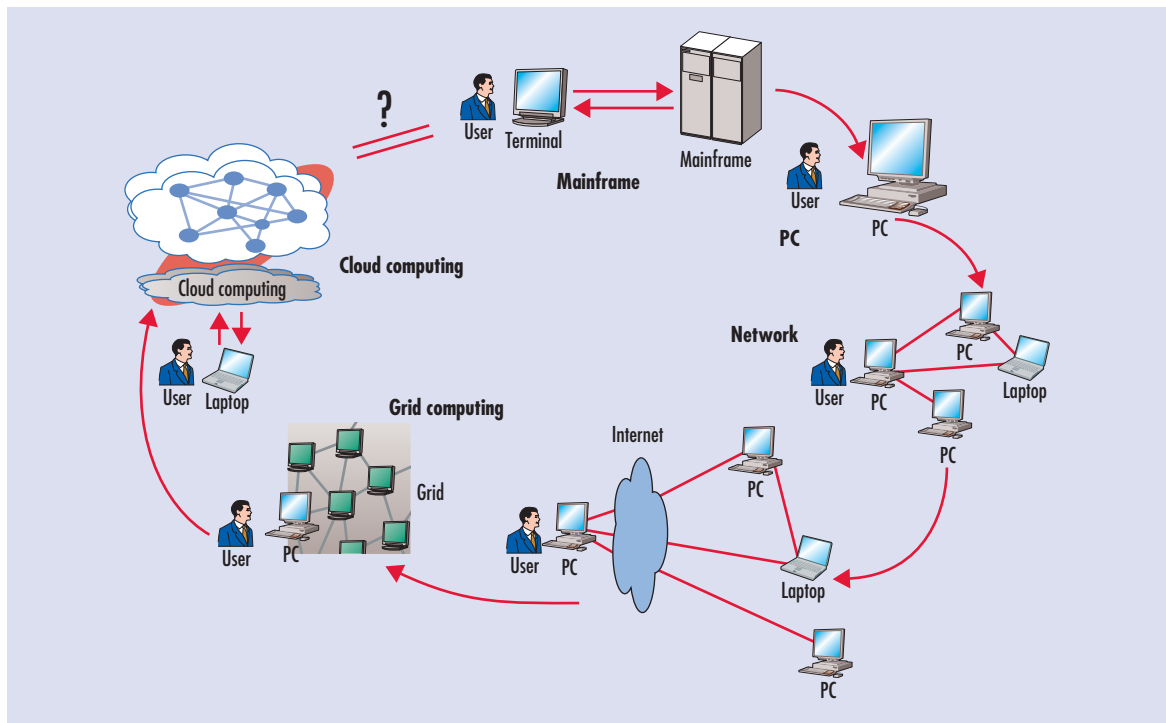 ?
User
Terminal
Mainframe
Mainframe
User
PC
PC
Cloud computing
Cloud computing
User
Laptop
Network
PC
User
PC
Laptop
PC
Grid computing
Grid
User
PC
Internet
User
PC
PC
Laptop
PC